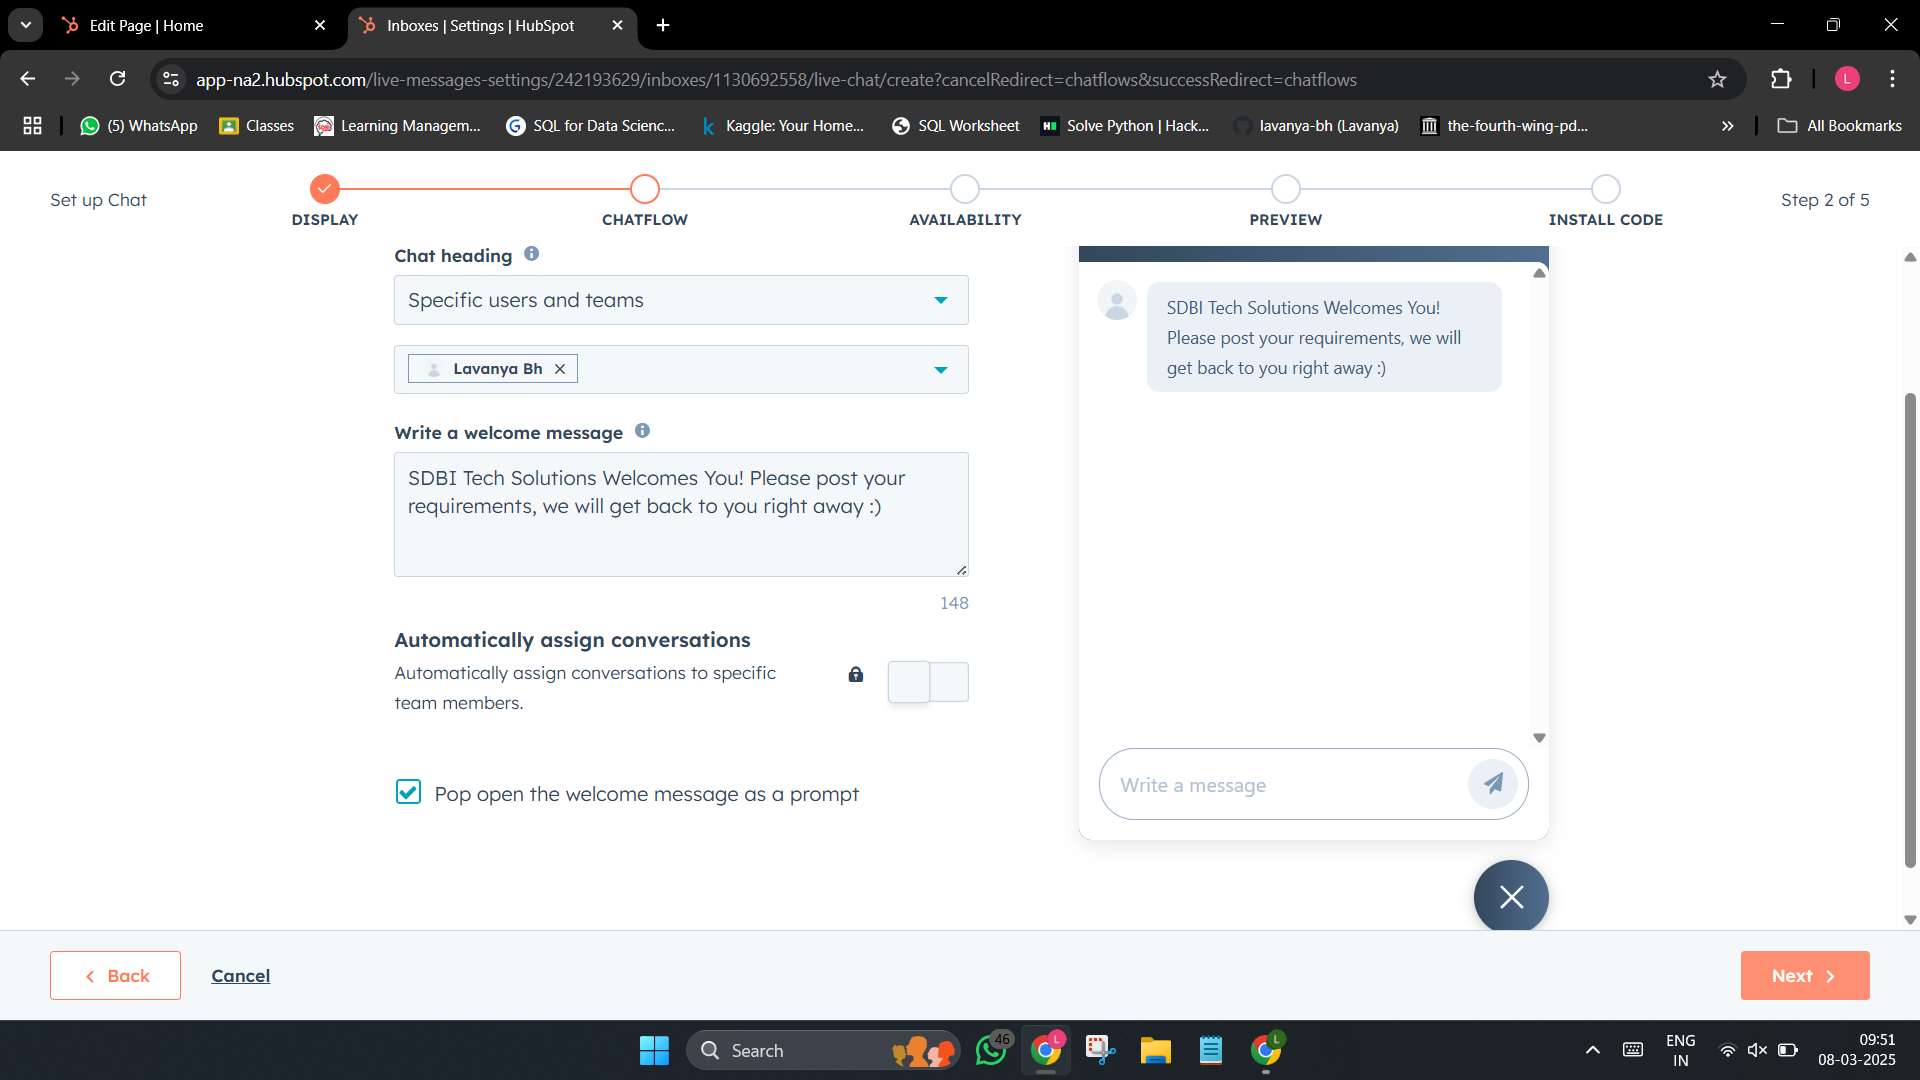 Edit Page | Home
Inboxes | Settings | HubSpot
app-na2.hubspot.com/live-messages-settings/242193629/inboxes/1130692558/live-chat/create?cancelRedirect=chatflows&successRedirect=chatflows
L
(5) WhatsApp
Classes
Learning Managem...
SQL for Data Scienc...
Kaggle: Your Home...
SQL Worksheet
Solve Python | Hack...
lavanya-bh (Lavanya)
the-fourth-wing-pd...
All Bookmarks
Set up Chat
DISPLAY
CHATFLOW
AVAILABILITY
PREVIEW
INSTALL CODE
Step 2 of 5
Chat heading
Specific users and teams
Lavanya Bh
Write a welcome message
SDBI Tech Solutions Welcomes You! Please post your
requirements, we will get back to you right away :)
148
Automatically assign conversations
Automatically assign conversations to specific
team members.
Pop open the welcome message as a prompt
SDBI Tech Solutions Welcomes You!
Please post your requirements, we will
get back to you right away :)
Write a message
Back
Cancel
Next
Search
46
L
L
ENG
IN
09:51
08-03-2025